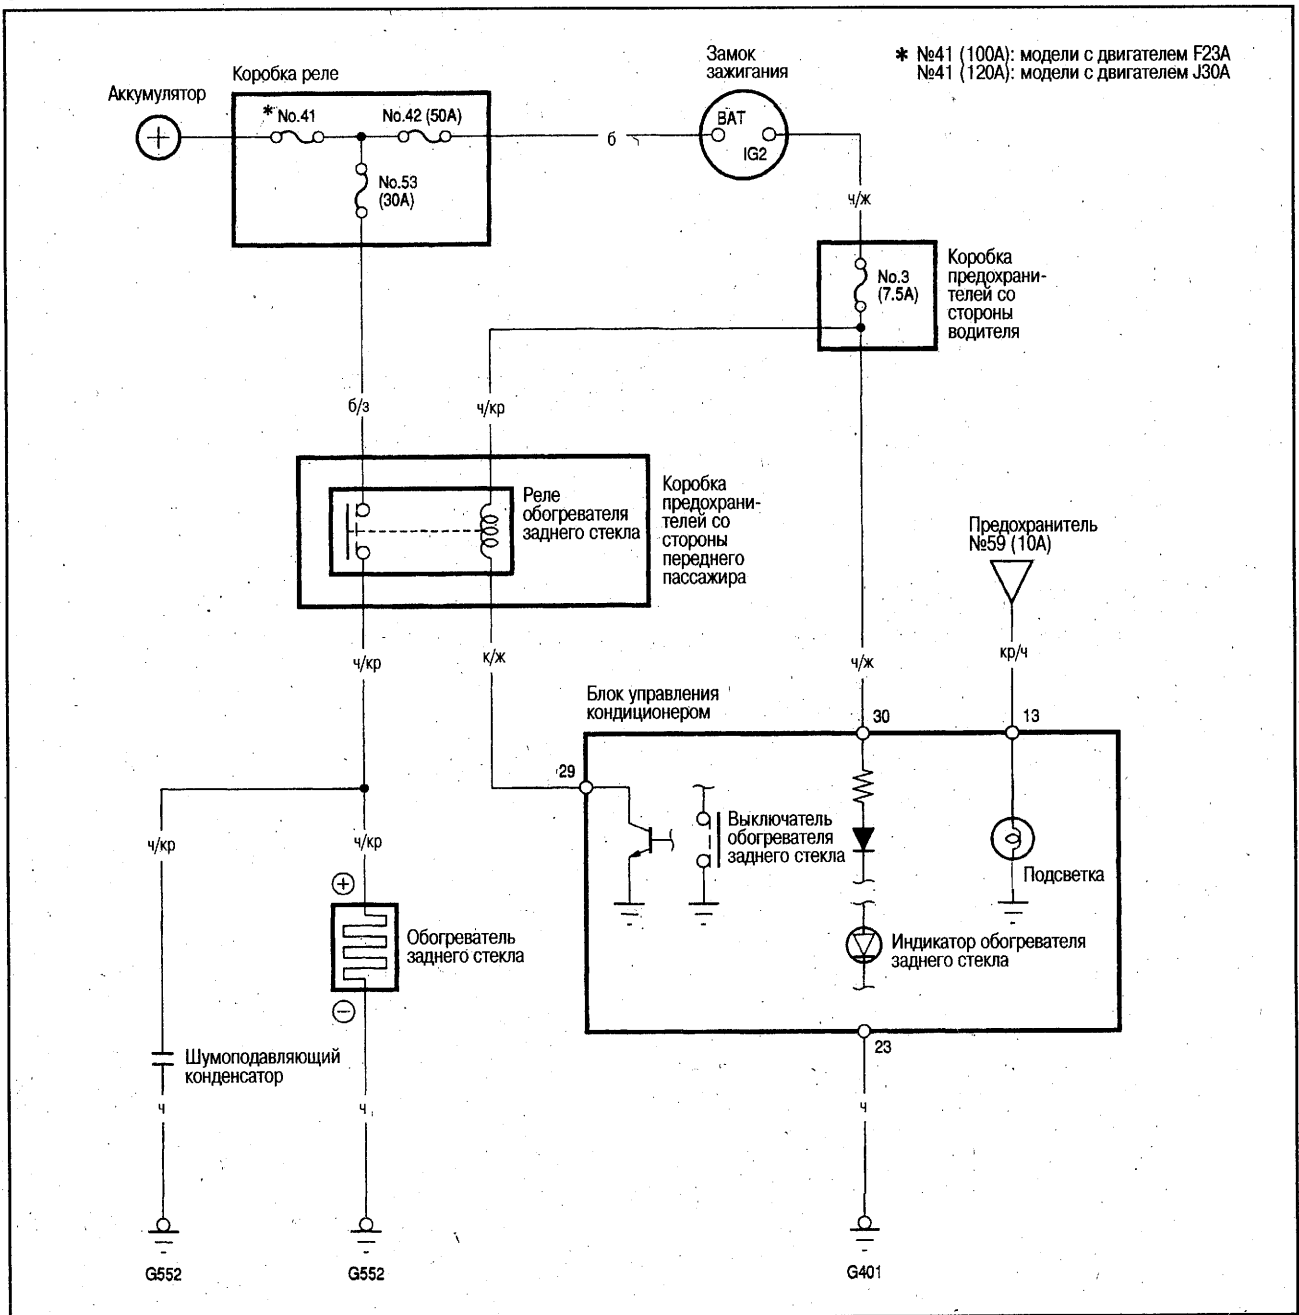 * №41 (100А): модели с двигателем F23A
№41 (120А): модели с двигателем J30A
Замок
зажигания
Коробка реле
Аккумулятор
+
* No.41
No.42 (50A)
б
BAT
IG2
No.53
(30A)
ч/ж
No.3
(7.5A)
Коробка
предохрани-
телей со
стороны
водителя
б/з
ч/кр
Реле
обогревателя
заднего стекла
Коробка
предохрани-
телей со
стороны
переднего
пассажира
Предохранитель
№59 (10А)
ч/кр
к/ж
ч/ж
кр/ч
Блок управления
кондиционером
30
13
29
Выключатель
обогревателя
заднего стекла
Подсветка
ч/кр
ч/кр
+
Обогреватель
заднего стекла
−
Индикатор обогревателя
заднего стекла
23
Шумоподавляющий
конденсатор
ч
ч
ч
G552
G552
G401